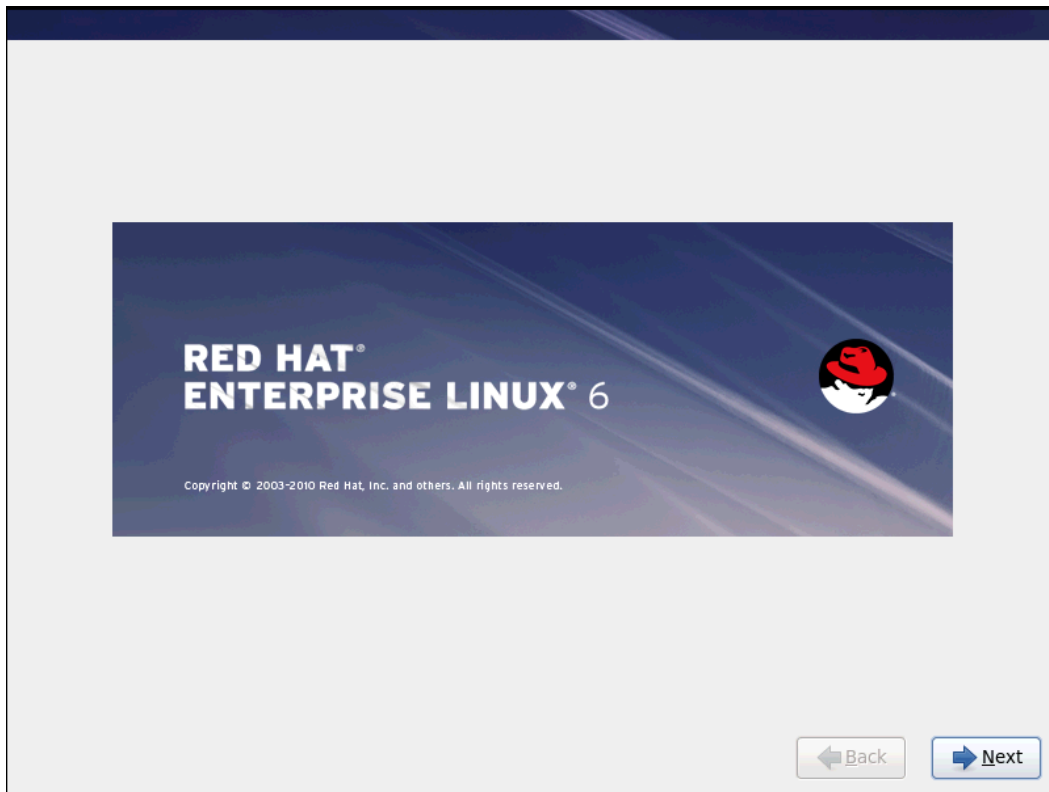 RED HAT®
ENTERPRISE LINUX® 6
Copyright © 2003-2010 Red Hat, Inc. and others. All rights reserved.
Back
Next